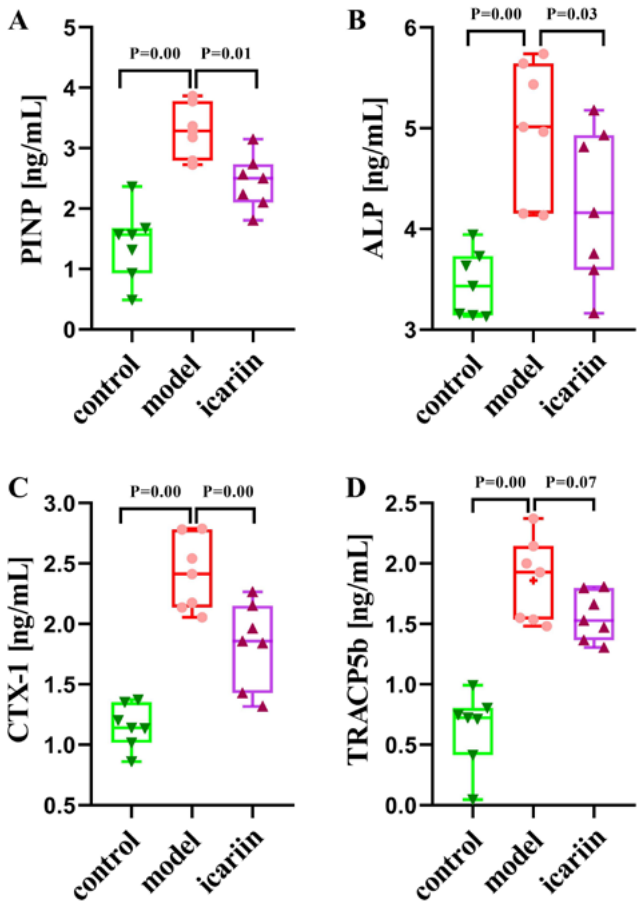 A
PINP [ng/mL]
5
4
3
2
1
0
P=0.00
P=0.01
control
model
icariin
B
ALP [ng/mL]
6
5
4
3
P=0.00
P=0.03
control
model
icariin
C
CTX-1 [ng/mL]
3.0
2.5
2.0
1.5
1.0
0.5
P=0.00
P=0.00
control
model
icariin
D
TRACP5b [ng/mL]
2.5
2.0
1.5
1.0
0.5
0.0
P=0.00
P=0.07
control
model
icariin